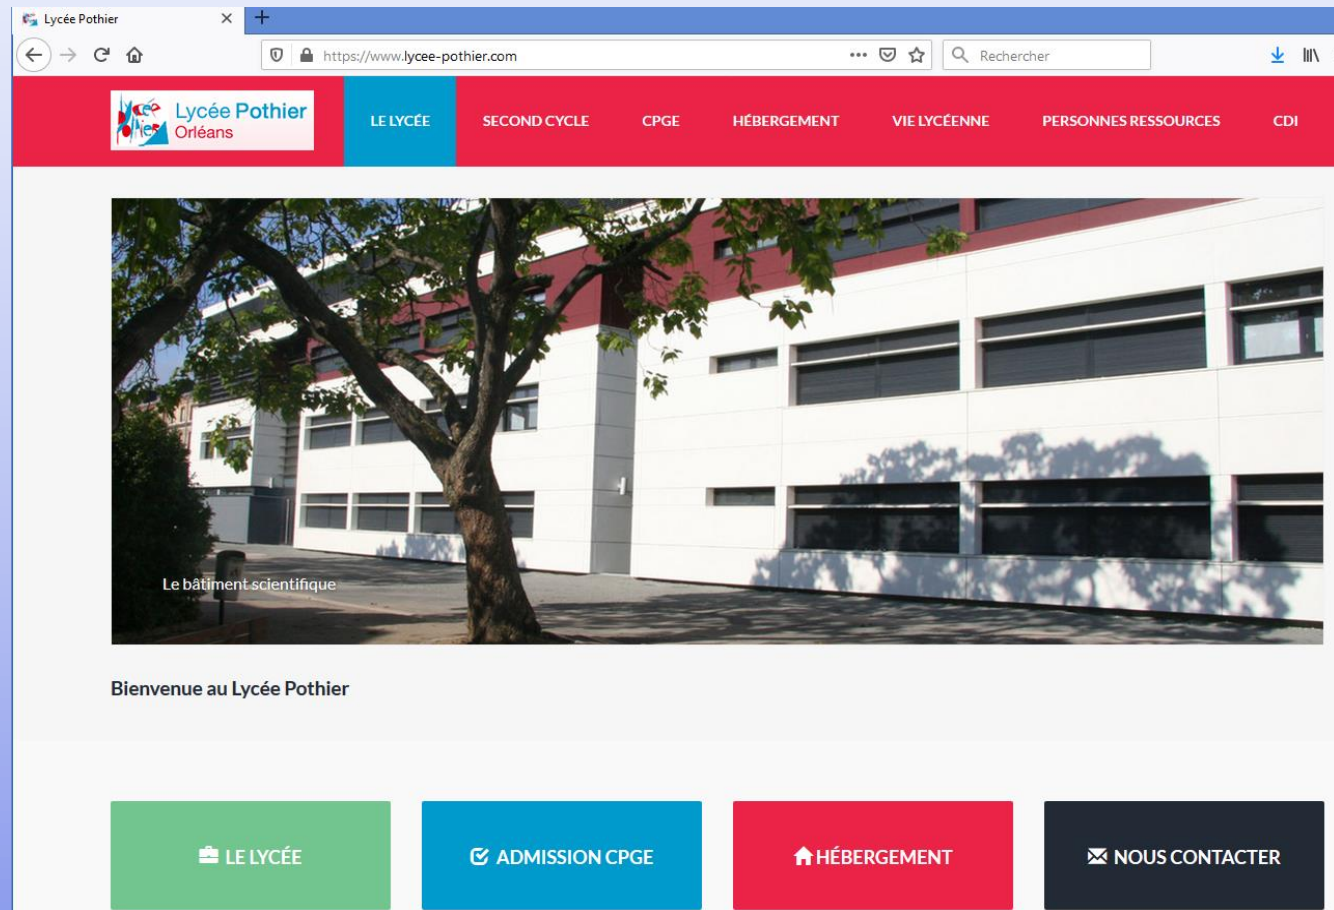 Lycée Pothier
https://www.lycee-pothier.com
Rechercher
Lycée Pothier
Orléans
LE LYCÉE
SECOND CYCLE
CPGE
HÉBERGEMENT
VIE LYCÉENNE
PERSONNES RESSOURCES
CDI
Le bâtiment scientifique
Bienvenue au Lycée Pothier
LE LYCÉE
ADMISSION CPGE
HÉBERGEMENT
NOUS CONTACTER